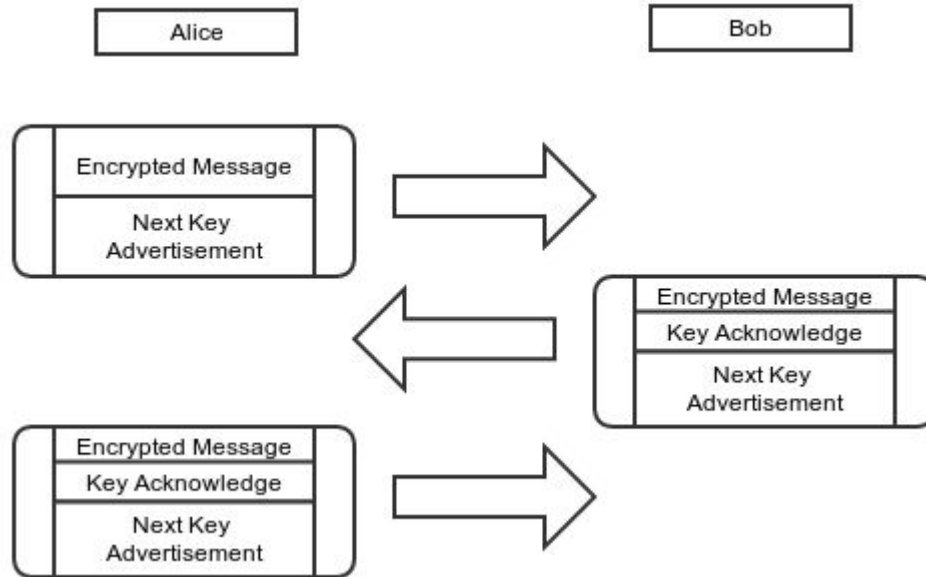 Alice
Bob
Encrypted Message
Next Key
Advertisement
Encrypted Message
Key Acknowledge
Next Key
Advertisement
Encrypted Message
Key Acknowledge
Next Key
Advertisement